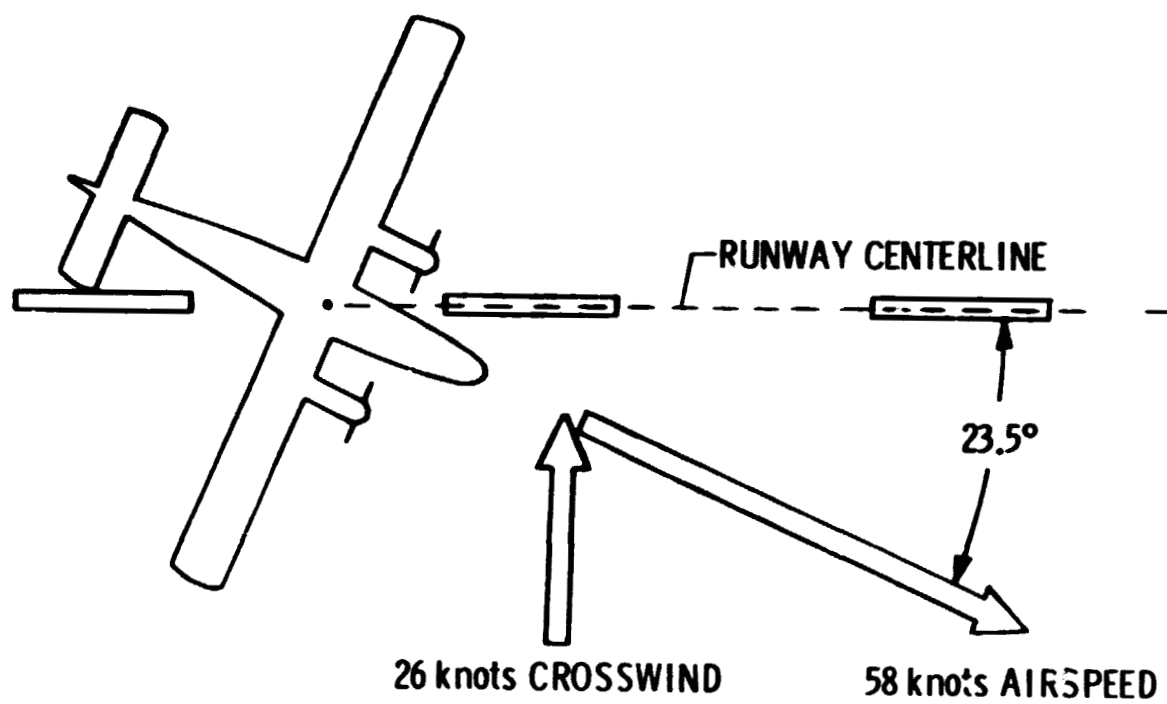 RUNWAY CENTERLINE
23.5°
26 knots CROSSWIND
58 knots AIRSPEED